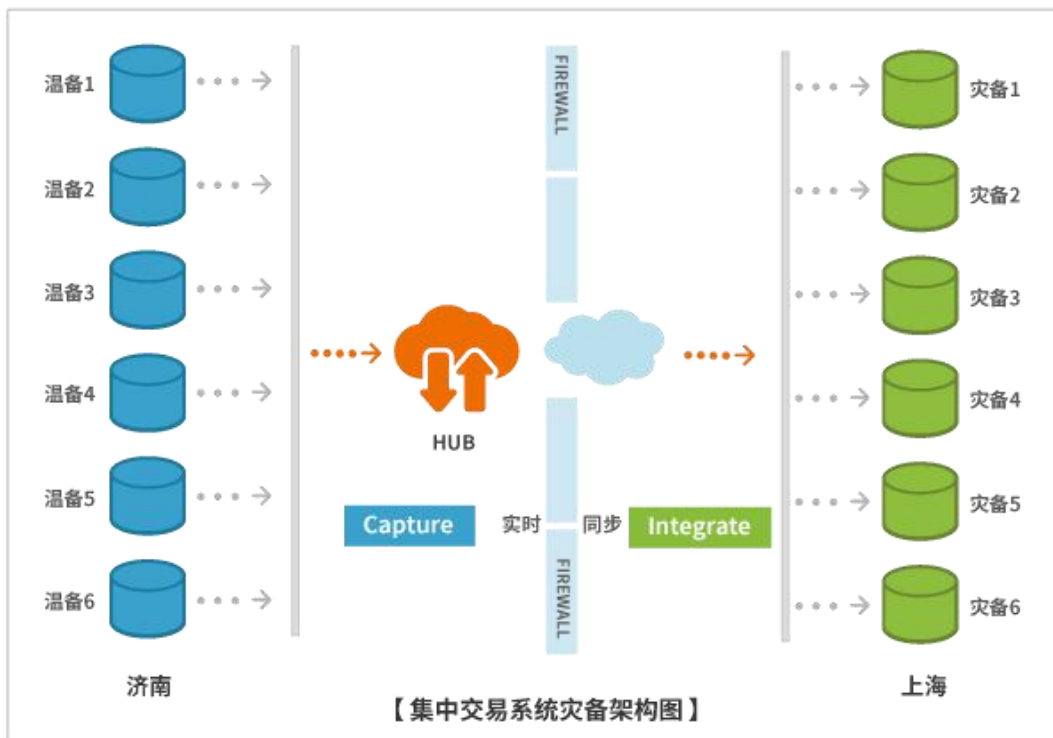 温备1
温备2
温备3
温备4
温备5
温备6
济南
FIREWALL
HUB
Capture
实时
同步
Integrate
FIREWALL
灾备1
灾备2
灾备3
灾备4
灾备5
灾备6
上海
【集中交易系统灾备架构图】